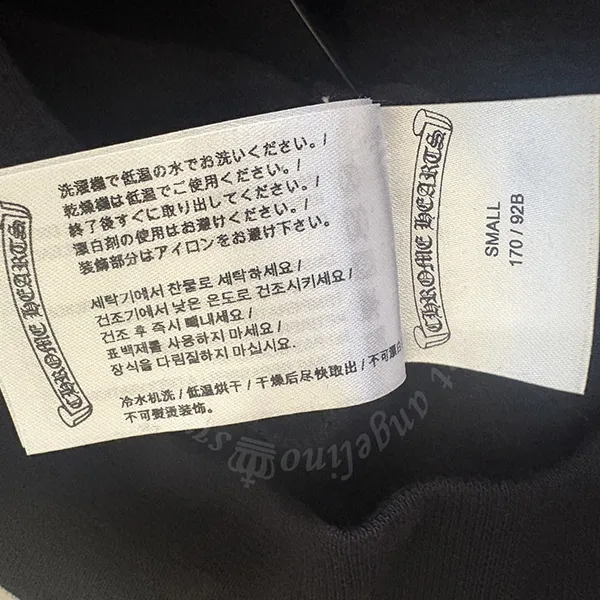 CHROME HEARTS
洗濯機で低温の水でお洗いください。/
乾燥機は低温でご使用ください。/
終了後すぐに取り出してください。/
漂白剤の使用はお避けください。/
装飾部分はアイロンをお避け下さい。
세탁기에서 찬물로 세탁하세요 /
건조기에서 낮은 온도로 건조시키세요 /
건조 후 즉시 빼내세요 /
표백제를 사용하지 마세요 /
장식을 다림질하지 마십시요.
冷水机洗 / 低温烘干 / 干燥后尽快取出 / 不可漂白
不可熨烫装饰。
CHROME HEARTS
SMALL
170 / 92B
t angelino